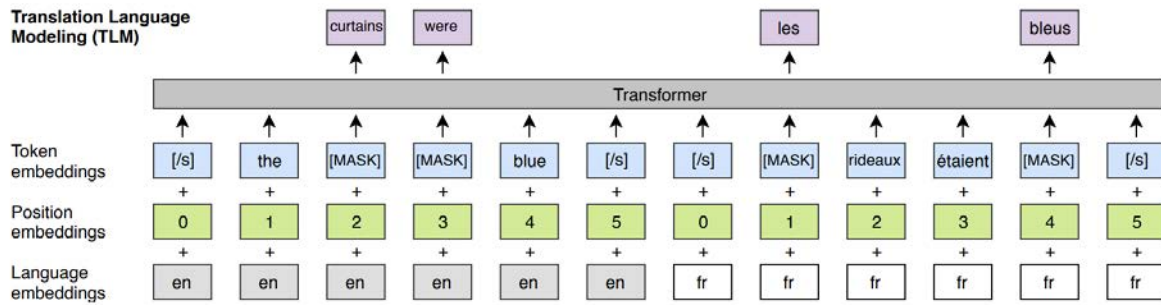 Translation Language
Modeling (TLM)
curtains were les bleus
Transformer
Token
embeddings
[/s] the [MASK] [MASK] blue [/s] [/s] [MASK] rideaux étaient [MASK] [/s]
+ + + + + + + + + + + +
Position
embeddings
0 1 2 3 4 5 0 1 2 3 4 5
+ + + + + + + + + + + +
Language
embeddings
en en en en en en fr fr fr fr fr fr